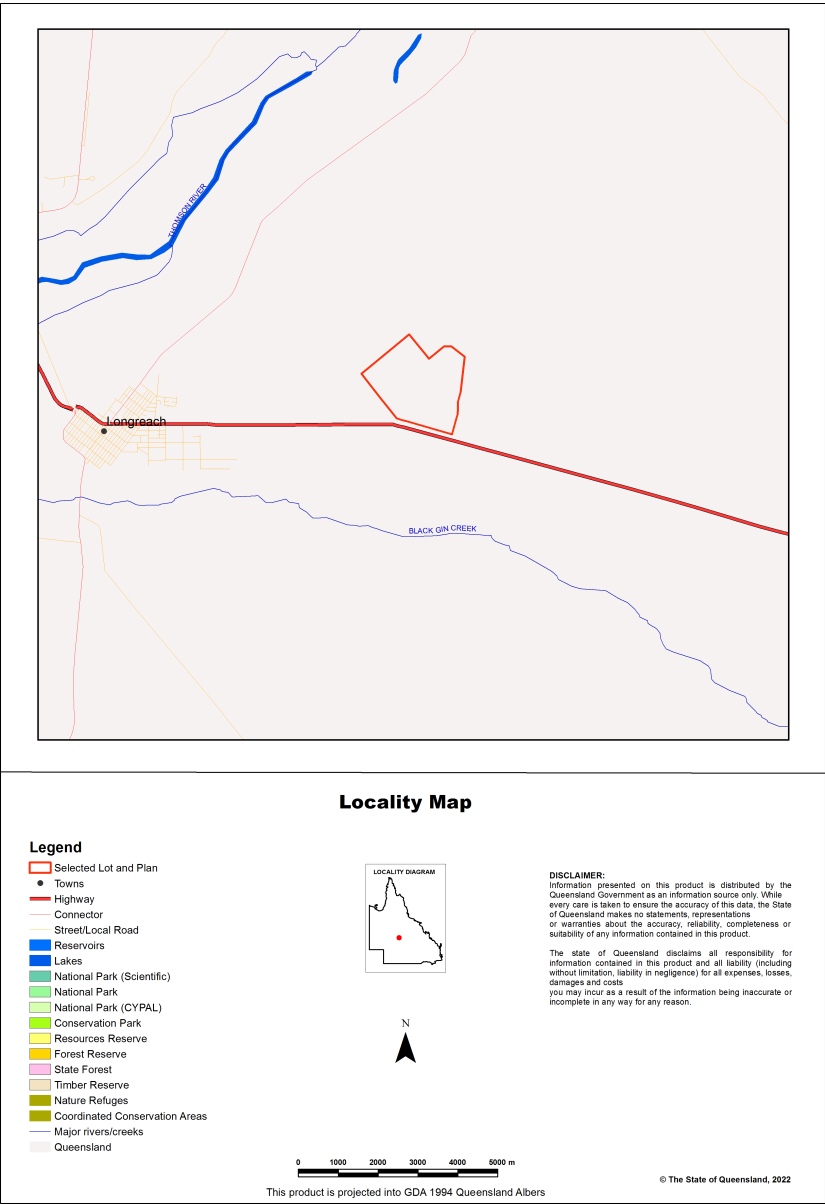 THOMSON RIVER
Longreach
BLACK GIN CREEK
Locality Map
Legend
Selected Lot and Plan
Towns
Highway
Connector
Street/Local Road
Reservoirs
Lakes
National Park (Scientific)
National Park
National Park (CYPAL)
Conservation Park
Resources Reserve
Forest Reserve
State Forest
Timber Reserve
Nature Refuges
Coordinated Conservation Areas
Major rivers/creeks
Queensland
LOCALITY DIAGRAM
N
0 1000 2000 3000 4000 5000 m
This product is projected into GDA 1994 Queensland Albers
DISCLAIMER:
Information presented on this product is distributed by the
Queensland Government as an information source only. While
every care is taken to ensure the accuracy of this data, the State
of Queensland makes no statements, representations
or warranties about the accuracy, reliability, completeness or
suitability of any information contained in this product.
The state of Queensland disclaims all responsibility for
information contained in this product and all liability (including
without limitation, liability in negligence) for all expenses, losses,
damages and costs
you may incur as a result of the information being inaccurate or
incomplete in any way for any reason.
© The State of Queensland, 2022